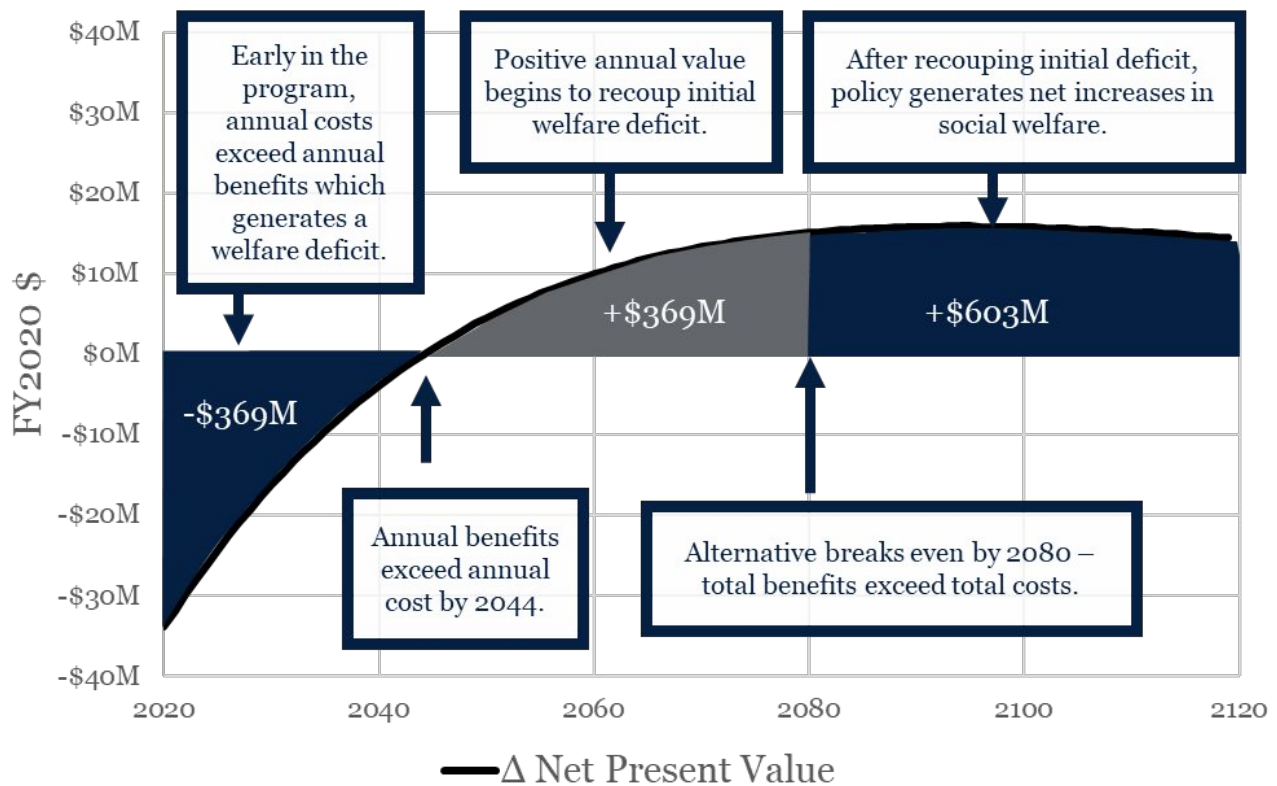 $40M
$30M
$20M
$10M
$0M
-$10M
-$20M
-$30M
-$40M
FY2020 $
Early in the
program,
annual costs
exceed annual
benefits which
generates a
welfare deficit.
Positive annual value
begins to recoup initial
welfare deficit.
After recouping initial deficit,
policy generates net increases in
social welfare.
-$369M
+$369M
+$603M
Annual benefits
exceed annual
cost by 2044.
Alternative breaks even by 2080 –
total benefits exceed total costs.
2020
2040
2060
2080
2100
2120
Δ Net Present Value